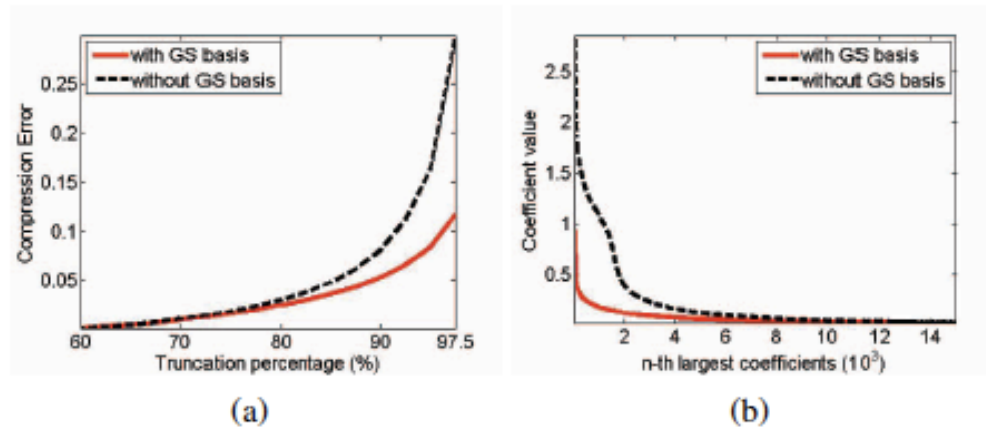 with GS basis
without GS basis
Compression Error
0.25
0.2
0.15
0.1
0.05
60
70
80
90
97.5
Truncation percentage (%)
(a)
with GS basis
without GS basis
Coefficient value
2.5
2
1.5
1
0.5
2
4
6
8
10
12
14
n-th largest coefficients (10³)
(b)